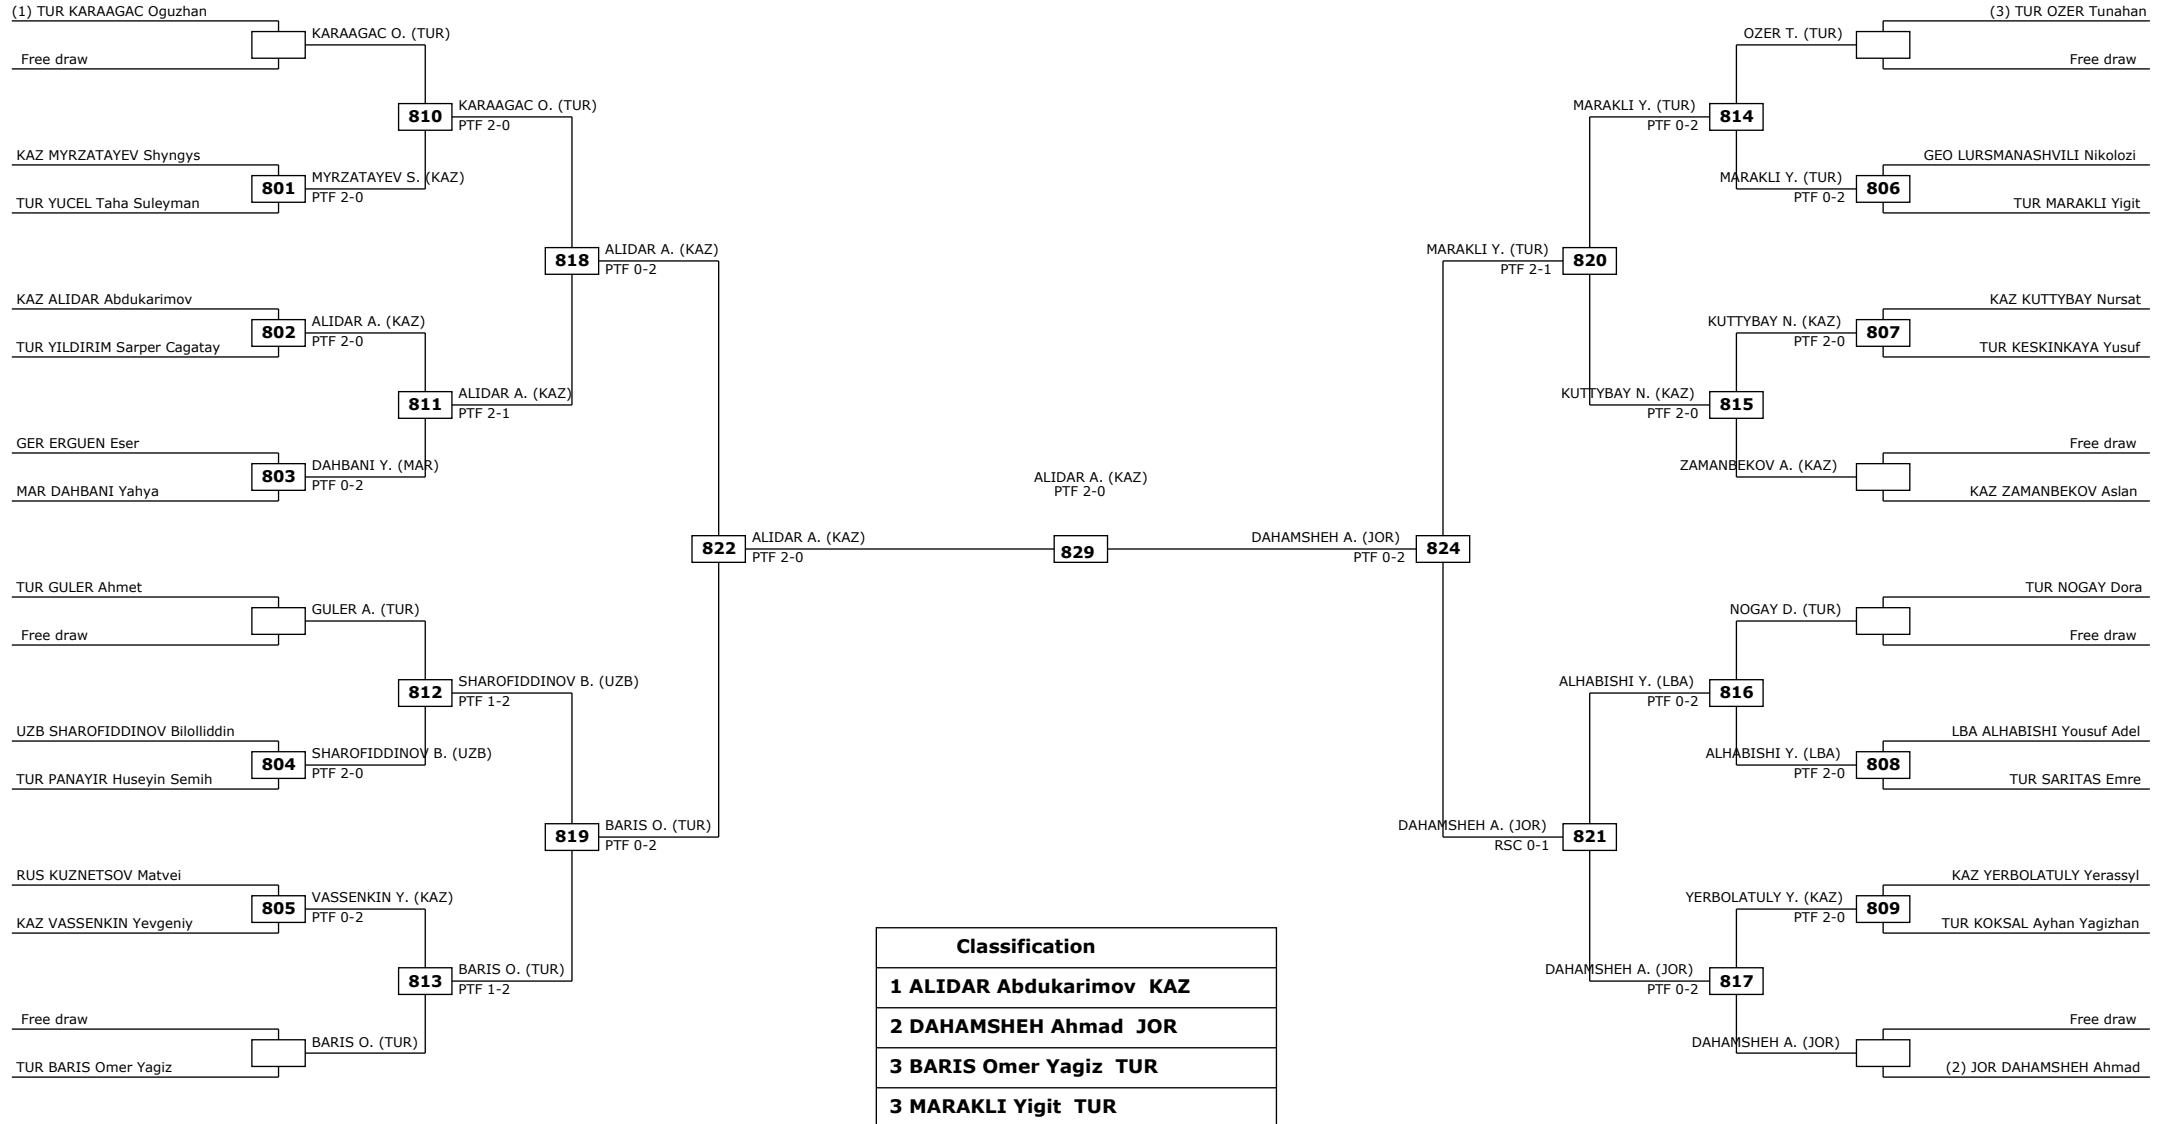 (1) TUR KARAAGAC Oguzhan
Free draw
KARAAGAC O. (TUR)
810
KARAAGAC O. (TUR)
PTF 2-0
KAZ MYRZATAYEV Shyngys
801
MYRZATAYEV S. (KAZ)
PTF 2-0
TUR YUCEL Taha Suleyman
818
ALIDAR A. (KAZ)
PTF 0-2
KAZ ALIDAR Abdukarimov
802
ALIDAR A. (KAZ)
PTF 2-0
TUR YILDIRIM Sarper Cagatay
811
ALIDAR A. (KAZ)
PTF 2-1
GER ERGUEN Eser
803
DAHBANI Y. (MAR)
PTF 0-2
MAR DAHBANI Yahya
822
ALIDAR A. (KAZ)
PTF 2-0
TUR GULER Ahmet
Free draw
GULER A. (TUR)
812
SHAROFIDDINOV B. (UZB)
PTF 1-2
UZB SHAROFIDDINOV Bilolliddin
804
SHAROFIDDINOV B. (UZB)
PTF 2-0
TUR PANAYIR Huseyin Semih
819
BARIS O. (TUR)
PTF 0-2
RUS KUZNETSOV Matvei
805
VASSENKIN Y. (KAZ)
PTF 0-2
KAZ VASSENKIN Yevgeniy
813
BARIS O. (TUR)
PTF 1-2
Free draw
BARIS O. (TUR)
TUR BARIS Omer Yagiz
ALIDAR A. (KAZ)
PTF 2-0
829
(3) TUR OZER Tunahan
OZER T. (TUR)
Free draw
MARAKLI Y. (TUR)
PTF 0-2
814
GEO LURSMANASHVILI Nikolozi
MARAKLI Y. (TUR)
PTF 0-2
806
TUR MARAKLI Yigit
MARAKLI Y. (TUR)
PTF 2-1
820
KAZ KUTTYBAY Nursat
KUTTYBAY N. (KAZ)
PTF 2-0
807
TUR KESKINKAYA Yusuf
KUTTYBAY N. (KAZ)
PTF 2-0
815
Free draw
ZAMANBEKOV A. (KAZ)
KAZ ZAMANBEKOV Aslan
DAHAMSHEH A. (JOR)
PTF 0-2
824
TUR NOGAY Dora
NOGAY D. (TUR)
Free draw
ALHABISHI Y. (LBA)
PTF 0-2
816
LBA ALHABISHI Yousuf Adel
ALHABISHI Y. (LBA)
PTF 2-0
808
TUR SARITAS Emre
DAHAMSHEH A. (JOR)
RSC 0-1
821
KAZ YERBOLATULY Yerassyl
YERBOLATULY Y. (KAZ)
PTF 2-0
809
TUR KOKSAL Ayhan Yagizhan
DAHAMSHEH A. (JOR)
PTF 0-2
817
Free draw
DAHAMSHEH A. (JOR)
(2) JOR DAHAMSHEH Ahmad
Classification
1 ALIDAR Abdukarimov KAZ
2 DAHAMSHEH Ahmad JOR
3 BARIS Omer Yagiz TUR
3 MARAKLI Yigit TUR